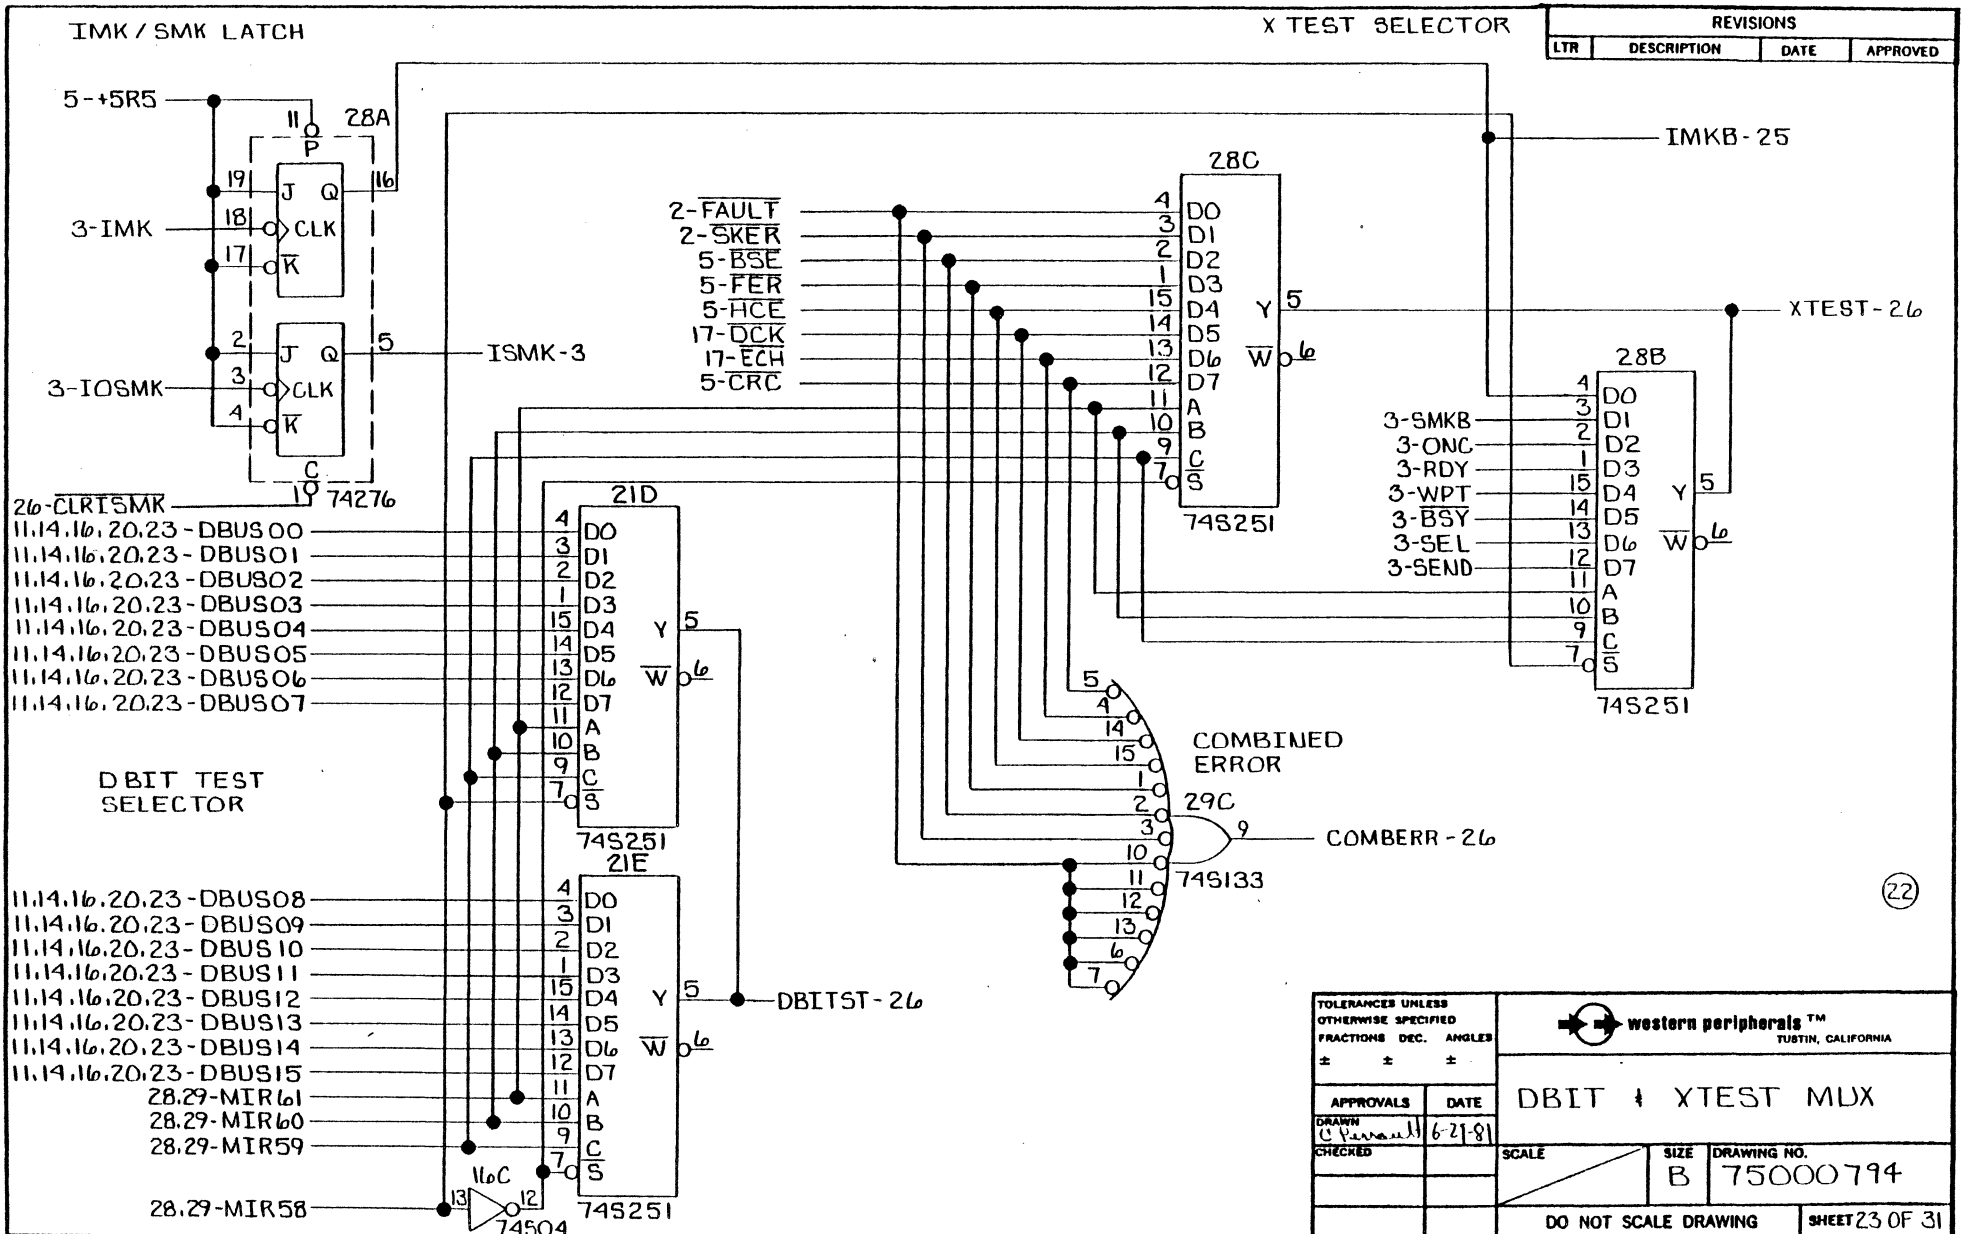 IMK / SMK LATCH
X TEST SELECTOR
REVISIONS
LTR DESCRIPTION DATE APPROVED
5-+5R5
11
28A
P
19 J Q 16
3-IMK 18 CLK
17 K̅
2 J Q 5 ISMK-3
3-IOSMK 3 CLK
4 K̅
C
1
74276
26-C̅L̅R̅I̅S̅M̅K̅
IMKB-25
28C
2-F̅A̅U̅L̅T̅ 4 D0
2-S̅K̅E̅R̅ 3 D1
5-B̅S̅E̅ 2 D2
5-F̅E̅R̅ 1 D3
5-H̅C̅E̅ 15 D4 Y 5
17-D̅C̅K̅ 14 D5
17-E̅C̅H̅ 13 D6 W̅ 6
5-C̅R̅C̅ 12 D7
11 A
10 B
9 C
7 S̅
74S251
XTEST-26
28B
4 D0
3-SMKB 3 D1
3-ONC 2 D2
3-RDY 1 D3
3-WPT 15 D4 Y 5
3-B̅S̅Y̅ 14 D5
3-SEL 13 D6 W̅ 6
3-SEND 12 D7
11 A
10 B
9 C
7 S̅
74S251
21D
11.14.16.20.23-DBUS00 4 D0
11.14.16.20.23-DBUS01 3 D1
11.14.16.20.23-DBUS02 2 D2
11.14.16.20.23-DBUS03 1 D3
11.14.16.20.23-DBUS04 15 D4 Y 5
11.14.16.20.23-DBUS05 14 D5
11.14.16.20.23-DBUS06 13 D6 W̅ 6
11.14.16.20.23-DBUS07 12 D7
11 A
10 B
9 C
7 S̅
74S251
D BIT TEST
SELECTOR
21E
11.14.16.20.23-DBUS08 4 D0
11.14.16.20.23-DBUS09 3 D1
11.14.16.20.23-DBUS10 2 D2
11.14.16.20.23-DBUS11 1 D3
11.14.16.20.23-DBUS12 15 D4 Y 5 DBITST-26
11.14.16.20.23-DBUS13 14 D5
11.14.16.20.23-DBUS14 13 D6 W̅ 6
11.14.16.20.23-DBUS15 12 D7
28.29-MIR61 11 A
28.29-MIR60 10 B
28.29-MIR59 9 C
7 S̅
16C
28.29-MIR58 13 12
74S04
74S251
5
4
14
15
1
2
3
10
11
12
13
6
7
COMBINED
ERROR
29C
9 COMBERR-26
74S133
22
TOLERANCES UNLESS
OTHERWISE SPECIFIED
FRACTIONS DEC. ANGLES
± ± ±
APPROVALS DATE
DRAWN
6-21-81
CHECKED
western peripherals ™
TUSTIN, CALIFORNIA
DBIT & XTEST MUX
SCALE
SIZE
B
DRAWING NO.
75000794
DO NOT SCALE DRAWING
SHEET 23 OF 31